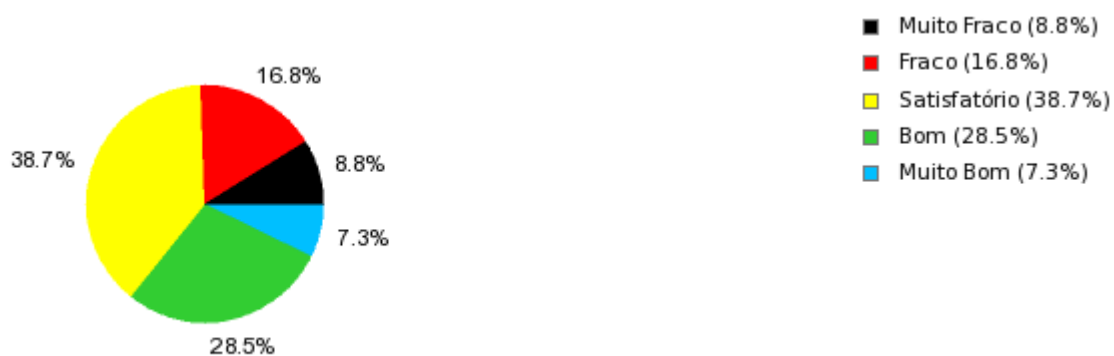 Muito Fraco (8.8%)
Fraco (16.8%)
Satisfatório (38.7%)
Bom (28.5%)
Muito Bom (7.3%)
16.8%
38.7%
8.8%
7.3%
28.5%